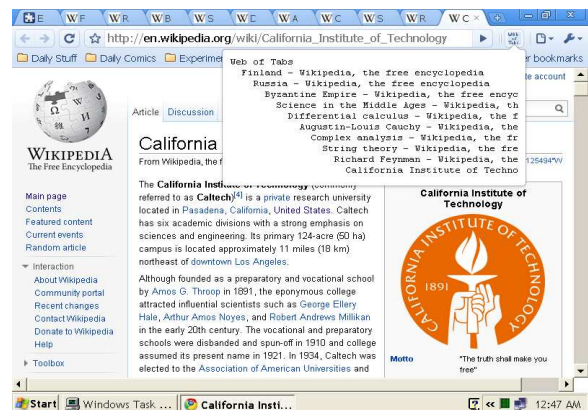 E W F W R W B W S W D W A W C W S W R W C ×
http://en.wikipedia.org/wiki/California_Institute_of_Technology
Daily Stuff Daily Comics Experimen r bookmarks
Web of Tabs
Finland - Wikipedia, the free encyclopedia
Russia - Wikipedia, the free encyclopedia
Byzantine Empire - Wikipedia, the free encyc
Science in the Middle Ages - Wikipedia, th
Differential calculus - Wikipedia, the f
Augustin-Louis Cauchy - Wikipedia, the
Complex analysis - Wikipedia, the fr
String theory - Wikipedia, the free
Richard Feynman - Wikipedia, the
California Institute of Techno
e account
WIKIPEDIA
The Free Encyclopedia
Main page
Contents
Featured content
Current events
Random article
Interaction
About Wikipedia
Community portal
Recent changes
Contact Wikipedia
Donate to Wikipedia
Help
Toolbox
Article Discussion
California
From Wikipedia, the f
125494°W
The California Institute of Technology (commonly
referred to as Caltech)[4] is a private research university
located in Pasadena, California, United States. Caltech
has six academic divisions with a strong emphasis on
sciences and engineering. Its primary 124-acre (50 ha)
campus is located approximately 11 miles (18 km)
northeast of downtown Los Angeles.
Although founded as a preparatory and vocational school
by Amos G. Throop in 1891, the eponymous college
attracted influential scientists such as George Ellery
Hale, Arthur Amos Noyes, and Robert Andrews Millikan
in the early 20th century. The vocational and preparatory
schools were disbanded and spun-off in 1910 and college
assumed its present name in 1921. In 1934, Caltech was
elected to the Association of American Universities and
California Institute of
Technology
CALIFORNIA INSTITUTE OF TECHNOLOGY
1891
Motto "The truth shall make you
free"
Start Windows Task ... California Insti... 12:47 AM